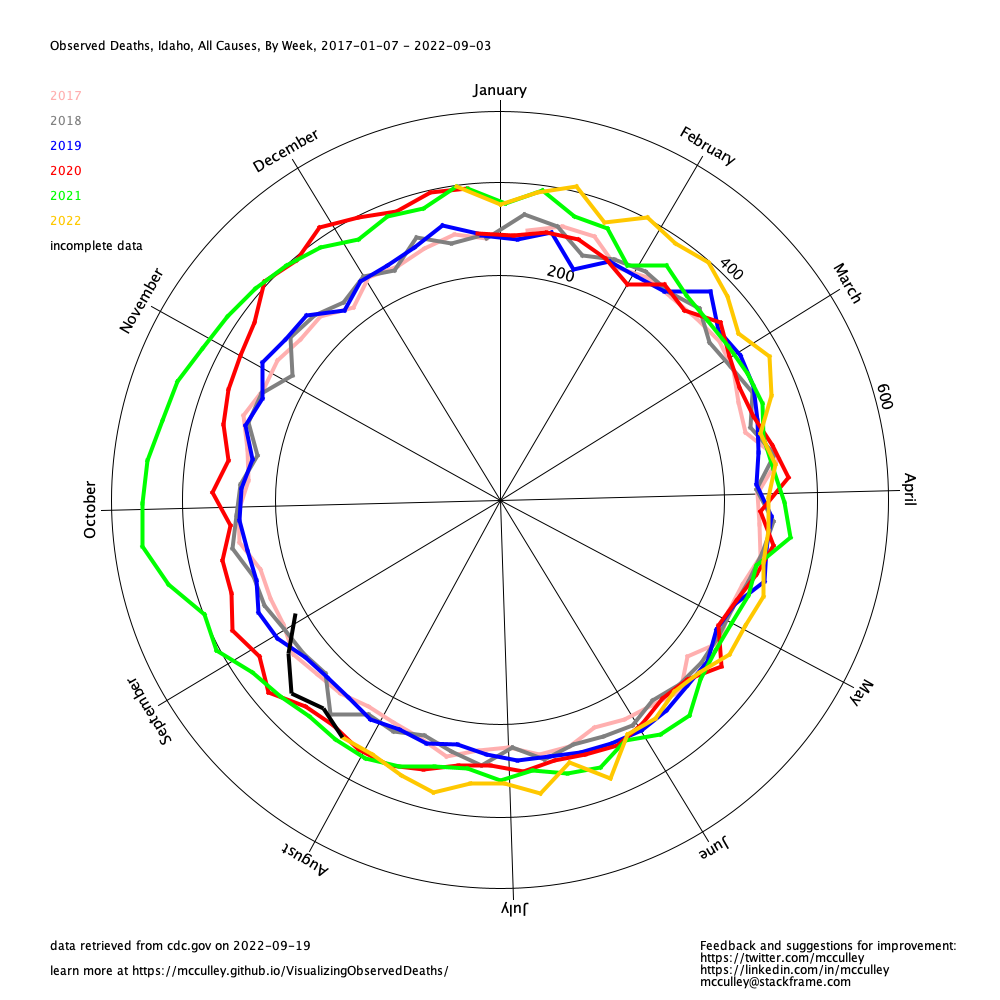 Observed Deaths, Idaho, All Causes, By Week, 2017-01-07 - 2022-09-03
January
2017
2018
2019
2020
2021
2022
incomplete data
December
February
200
400
November
March
600
October
April
September
May
August
June
July
data retrieved from cdc.gov on 2022-09-19
learn more at https://mcculley.github.io/VisualizingObservedDeaths/
Feedback and suggestions for improvement:
https://twitter.com/mcculley
https://linkedin.com/in/mcculley
mcculley@stackframe.com